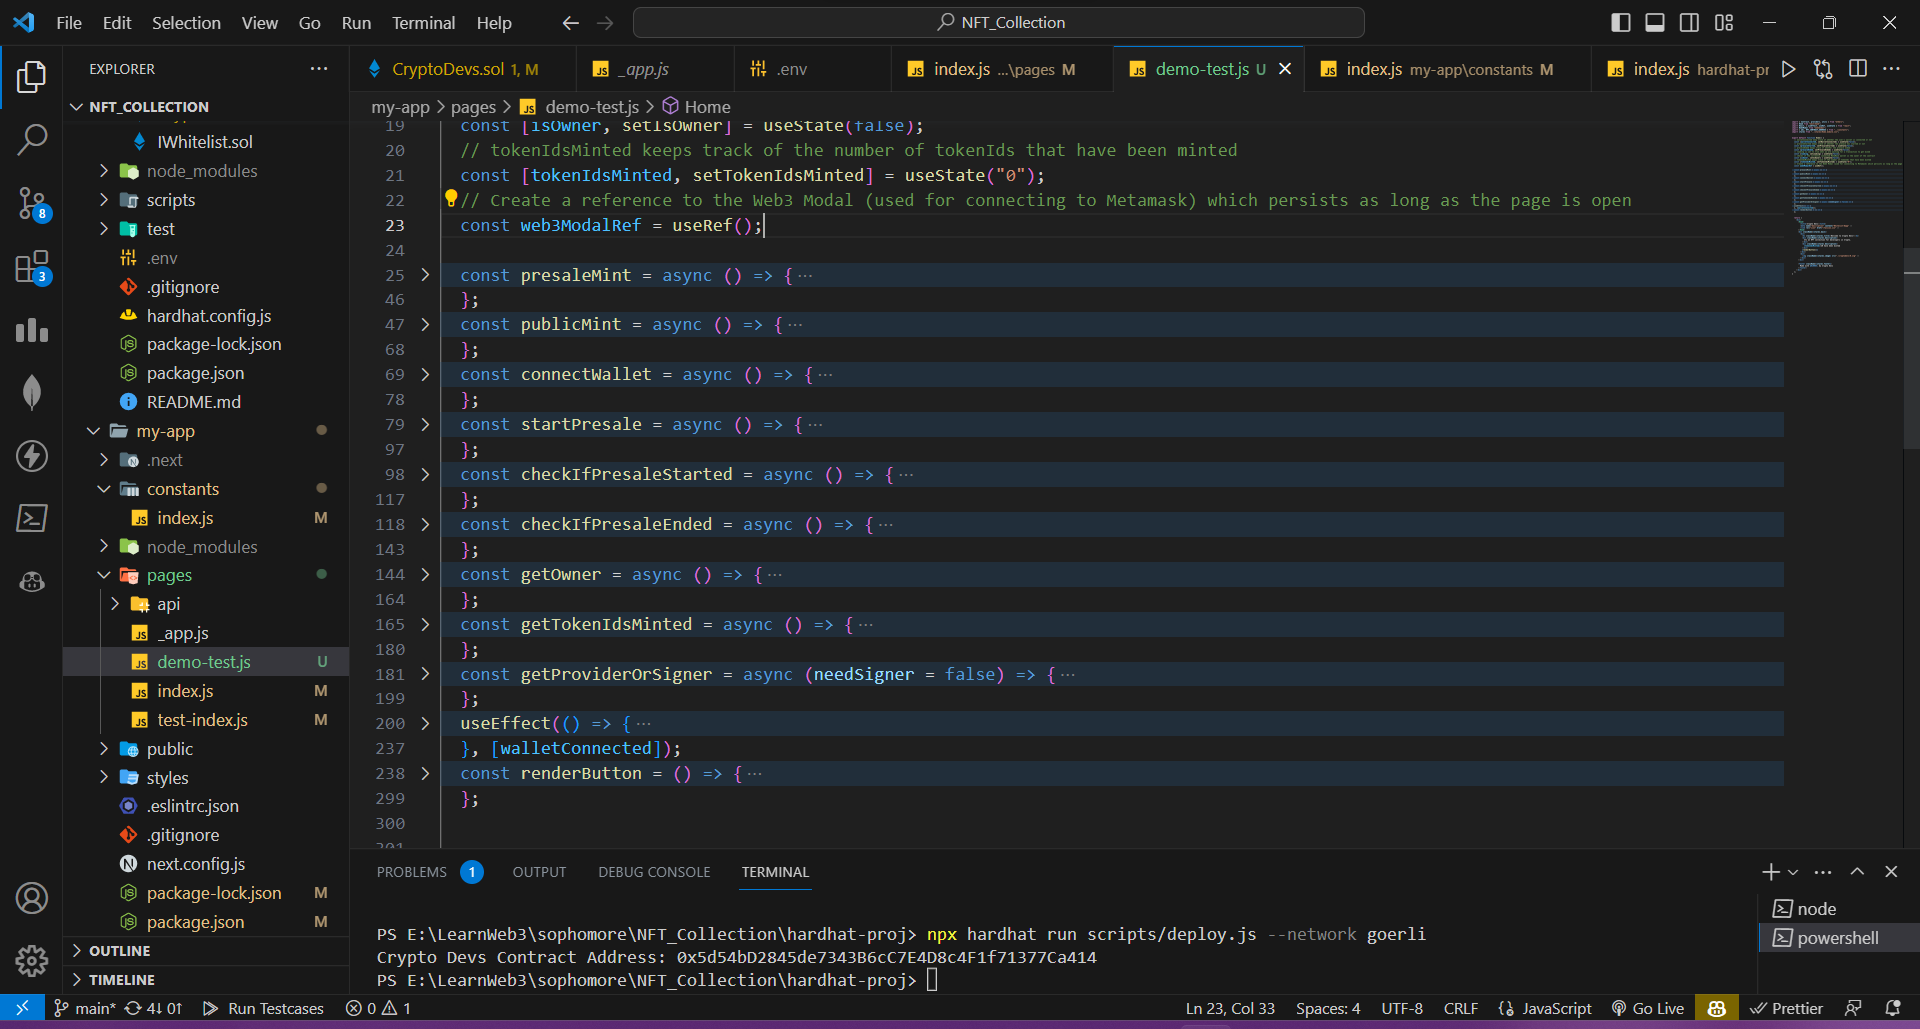 File Edit Selection View Go Run Terminal Help
NFT_Collection
EXPLORER
CryptoDevs.sol 1, M
_app.js
.env
index.js ...\pages M
demo-test.js U
index.js my-app\constants M
index.js hardhat-pr
NFT_COLLECTION
my-app > pages > demo-test.js > Home
IWhitelist.sol
node_modules
scripts
test
.env
.gitignore
hardhat.config.js
package-lock.json
package.json
README.md
my-app
.next
constants
index.js M
node_modules
pages
api
_app.js
demo-test.js U
index.js M
test-index.js M
public
styles
.eslintrc.json
.gitignore
next.config.js
package-lock.json M
package.json M
OUTLINE
TIMELINE
8
3
19 const [isOwner, setIsOwner] = useState(false);
20 // tokenIdsMinted keeps track of the number of tokenIds that have been minted
21 const [tokenIdsMinted, setTokenIdsMinted] = useState("0");
22 // Create a reference to the Web3 Modal (used for connecting to Metamask) which persists as long as the page is open
23 const web3ModalRef = useRef();
24
25 const presaleMint = async () => { ···
46 };
47 const publicMint = async () => { ···
68 };
69 const connectWallet = async () => { ···
78 };
79 const startPresale = async () => { ···
97 };
98 const checkIfPresaleStarted = async () => { ···
117 };
118 const checkIfPresaleEnded = async () => { ···
143 };
144 const getOwner = async () => { ···
164 };
165 const getTokenIdsMinted = async () => { ···
180 };
181 const getProviderOrSigner = async (needSigner = false) => { ···
199 };
200 useEffect(() => { ···
237 }, [walletConnected]);
238 const renderButton = () => { ···
299 };
300
301
PROBLEMS 1 OUTPUT DEBUG CONSOLE TERMINAL
PS E:\LearnWeb3\sophomore\NFT_Collection\hardhat-proj> npx hardhat run scripts/deploy.js --network goerli
Crypto Devs Contract Address: 0x5d54bD2845de7343B6cC7E4D8c4F1f71377Ca414
PS E:\LearnWeb3\sophomore\NFT_Collection\hardhat-proj>
node
powershell
main* 4↓ 0↑ Run Testcases 0 1
Ln 23, Col 33 Spaces: 4 UTF-8 CRLF JavaScript Go Live Prettier